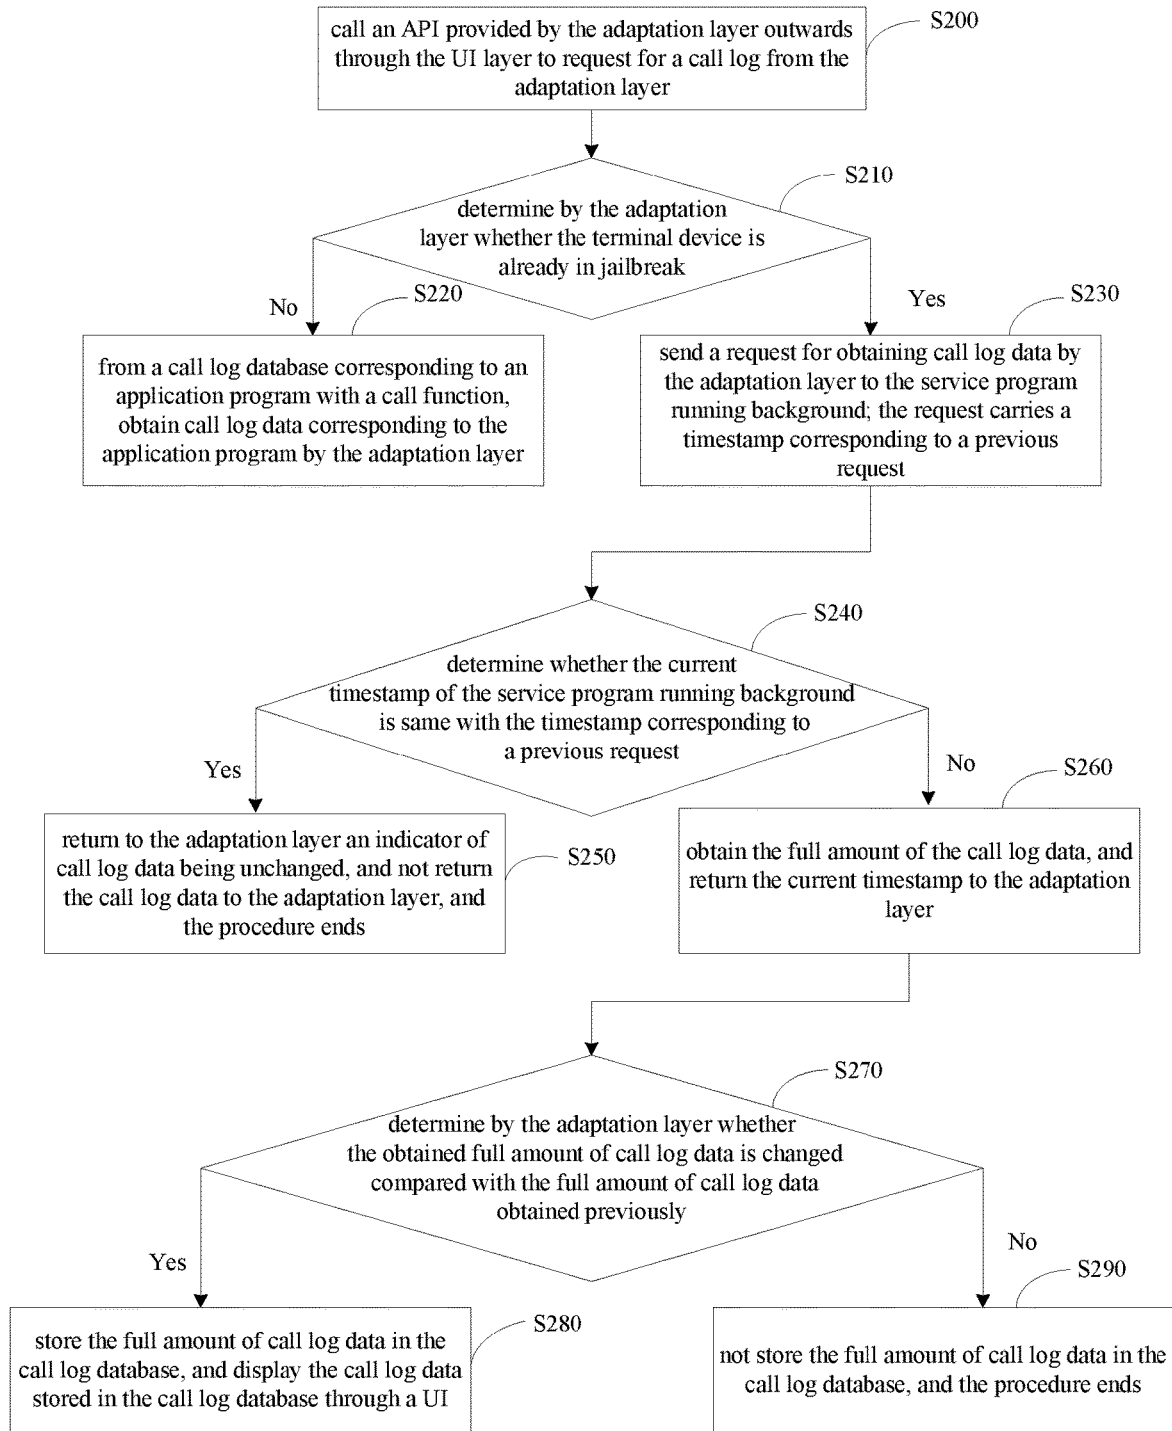 call an API provided by the adaptation layer outwards
through the UI layer to request for a call log from the
adaptation layer
S200
determine by the adaptation
layer whether the terminal device is
already in jailbreak
S210
No
S220
Yes
S230
from a call log database corresponding to an
application program with a call function,
obtain call log data corresponding to the
application program by the adaptation layer
send a request for obtaining call log data by
the adaptation layer to the service program
running background; the request carries a
timestamp corresponding to a previous
request
S240
determine whether the current
timestamp of the service program running background
is same with the timestamp corresponding to
a previous request
Yes
No
S260
return to the adaptation layer an indicator of
call log data being unchanged, and not return
the call log data to the adaptation layer, and
the procedure ends
S250
obtain the full amount of the call log data, and
return the current timestamp to the adaptation
layer
S270
determine by the adaptation layer whether
the obtained full amount of call log data is changed
compared with the full amount of call log data
obtained previously
Yes
No
S290
store the full amount of call log data in the
call log database, and display the call log data
stored in the call log database through a UI
S280
not store the full amount of call log data in the
call log database, and the procedure ends